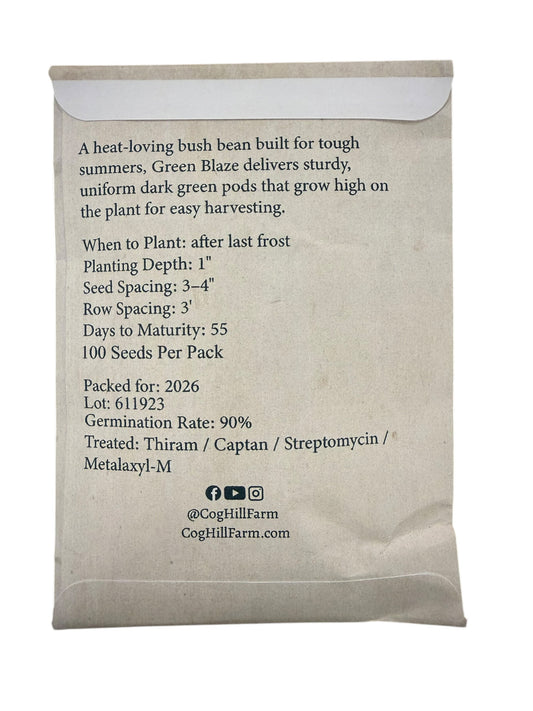 A heat-loving bush bean built for tough
summers, Green Blaze delivers sturdy,
uniform dark green pods that grow high on
the plant for easy harvesting.
When to Plant: after last frost
Planting Depth: 1"
Seed Spacing: 3–4"
Row Spacing: 3'
Days to Maturity: 55
100 Seeds Per Pack
Packed for: 2026
Lot: 611923
Germination Rate: 90%
Treated: Thiram / Captan / Streptomycin /
Metalaxyl-M
@CogHillFarm
CogHillFarm.com